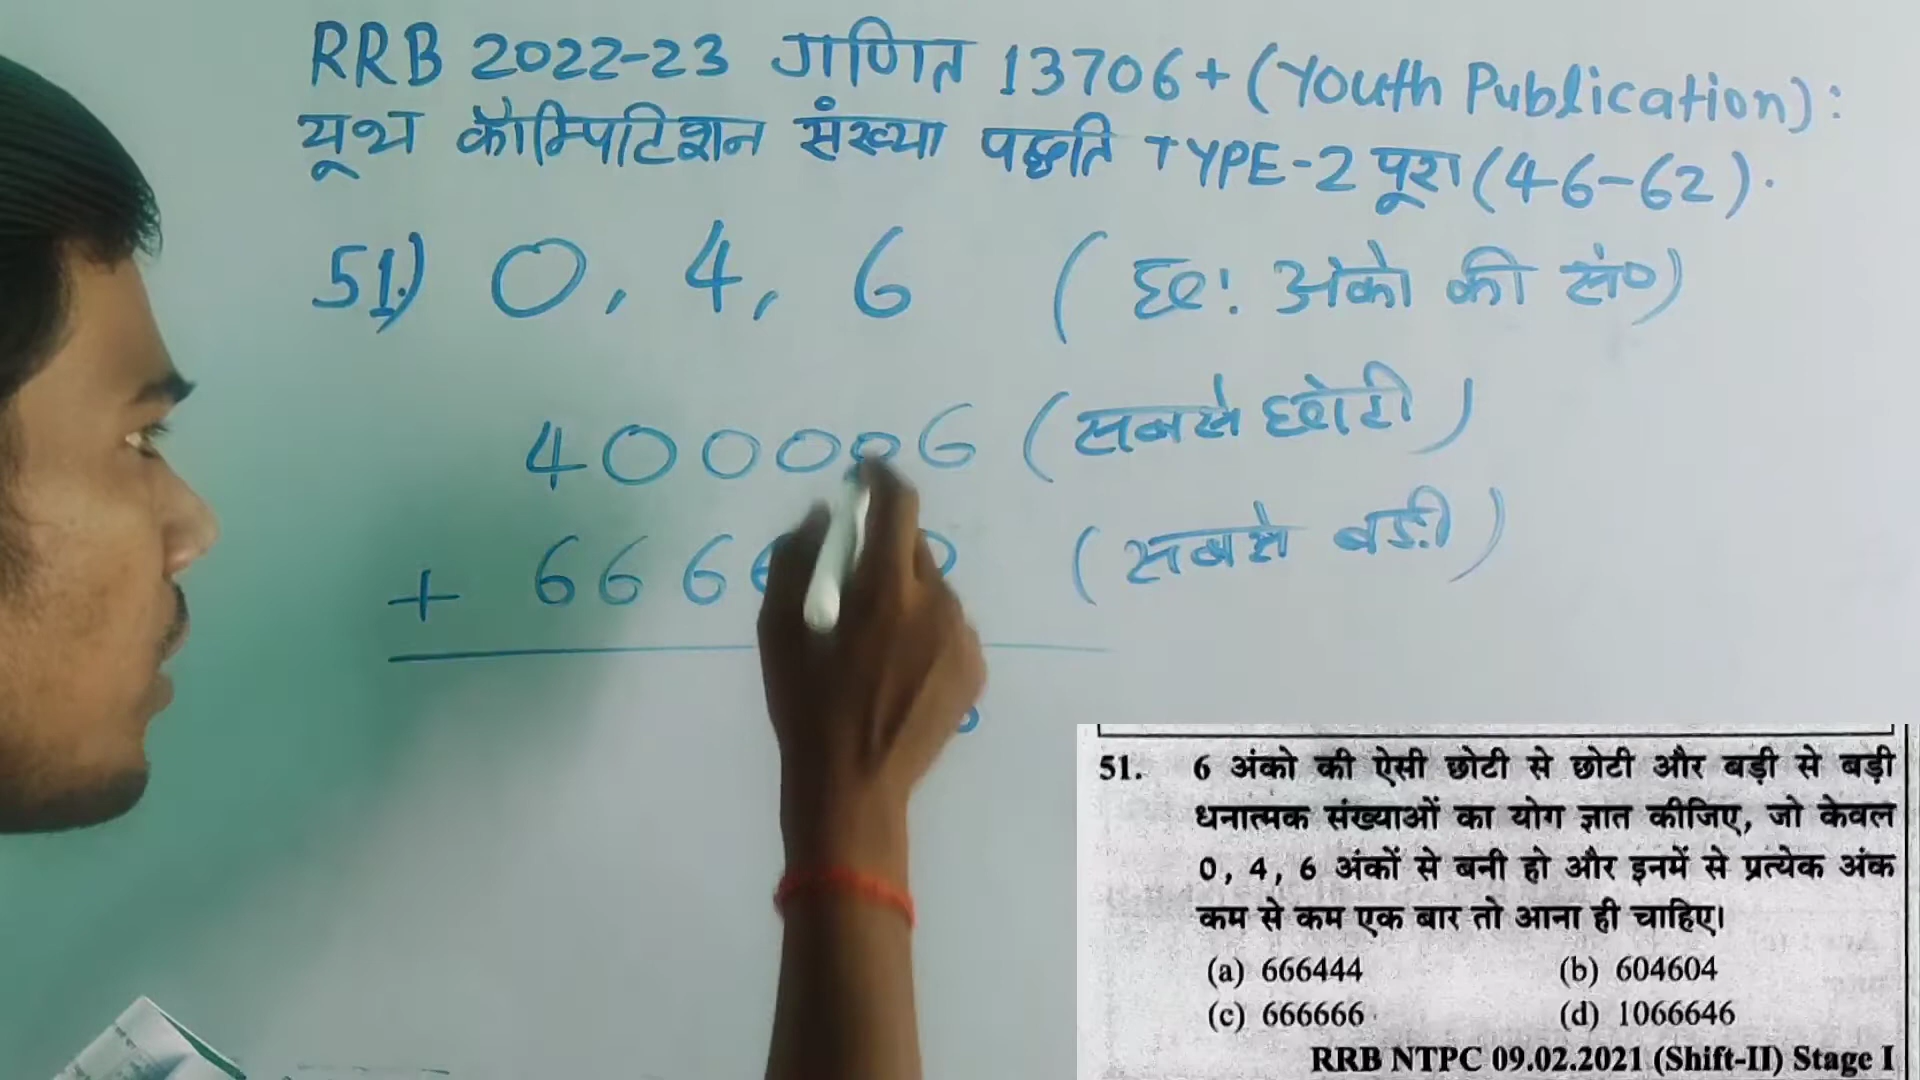 RRB 2022-23 गणित 13706+ (Youth Publication):
यूथ कॉम्पिटिशन संख्या पद्धति TYPE-2 पूरा (46-62).
51.) 0, 4, 6 (छः अंको की सं०)
400006 (सबसे छोटी)
+ 666 (सबसे बड़ी)
51. 6 अंको की ऐसी छोटी से छोटी और बड़ी से बड़ी
धनात्मक संख्याओं का योग ज्ञात कीजिए, जो केवल
0, 4, 6 अंकों से बनी हो और इनमें से प्रत्येक अंक
कम से कम एक बार तो आना ही चाहिए।
(a) 666444 (b) 604604
(c) 666666 (d) 1066646
RRB NTPC 09.02.2021 (Shift-II) Stage I